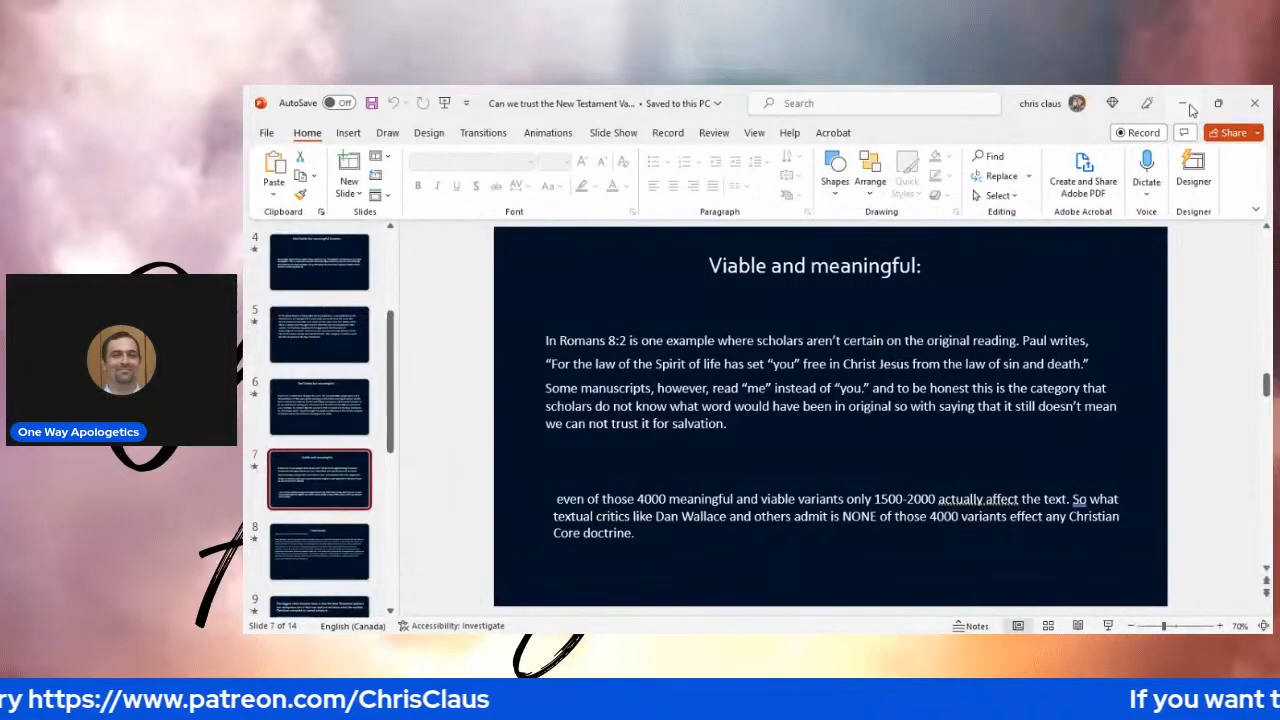 AutoSave Off Can we trust the New Testament Va... • Saved to this PC Search chris claus
File Home Insert Draw Design Transitions Animations Slide Show Record Review View Help Acrobat Record Share
Paste New Slide Shapes Arrange Quick Styles Find Replace Select Create and Share Adobe PDF Dictate Designer
Clipboard Slides Font Paragraph Drawing Editing Adobe Acrobat Voice Designer
4
5
6
7
8
9
Viable and meaningful:
In Romans 8:2 is one example where scholars aren’t certain on the original reading. Paul writes,
“For the law of the Spirit of life has set “you” free in Christ Jesus from the law of sin and death.”
Some manuscripts, however, read “me” instead of “you.” and to be honest this is the category that
scholars do not know what would have been in original so with saying this it still doesn’t mean
we can not trust it for salvation.
even of those 4000 meaningful and viable variants only 1500-2000 actually affect the text. So what
textual critics like Dan Wallace and others admit is NONE of those 4000 variants effect any Christian
Core doctrine.
One Way Apologetics
Slide 7 of 14 English (Canada) Accessibility: Investigate Notes 70%
ry https://www.patreon.com/ChrisClaus If you want t